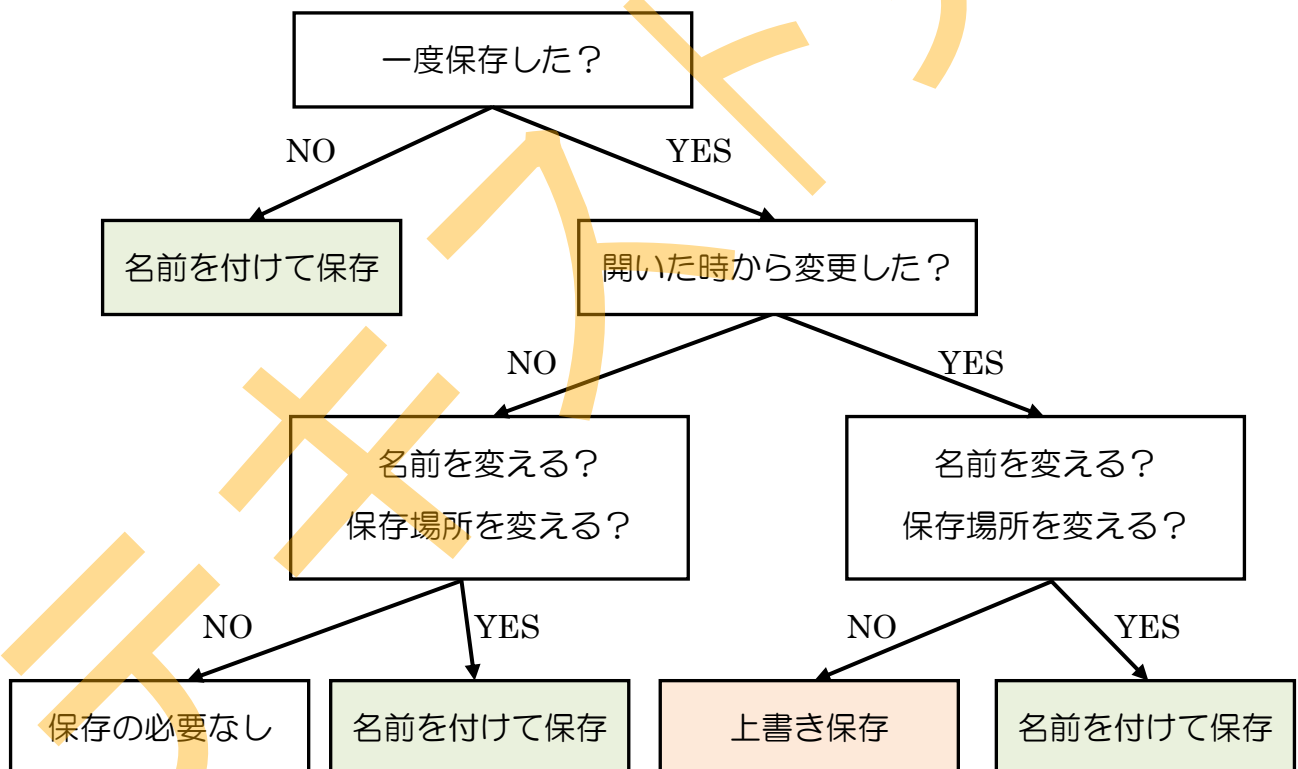 一度保存した？
NO
YES
名前を付けて保存
開いた時から変更した？
NO
YES
名前を変える？
保存場所を変える？
名前を変える？
保存場所を変える？
NO
YES
NO
YES
保存の必要なし
名前を付けて保存
上書き保存
名前を付けて保存